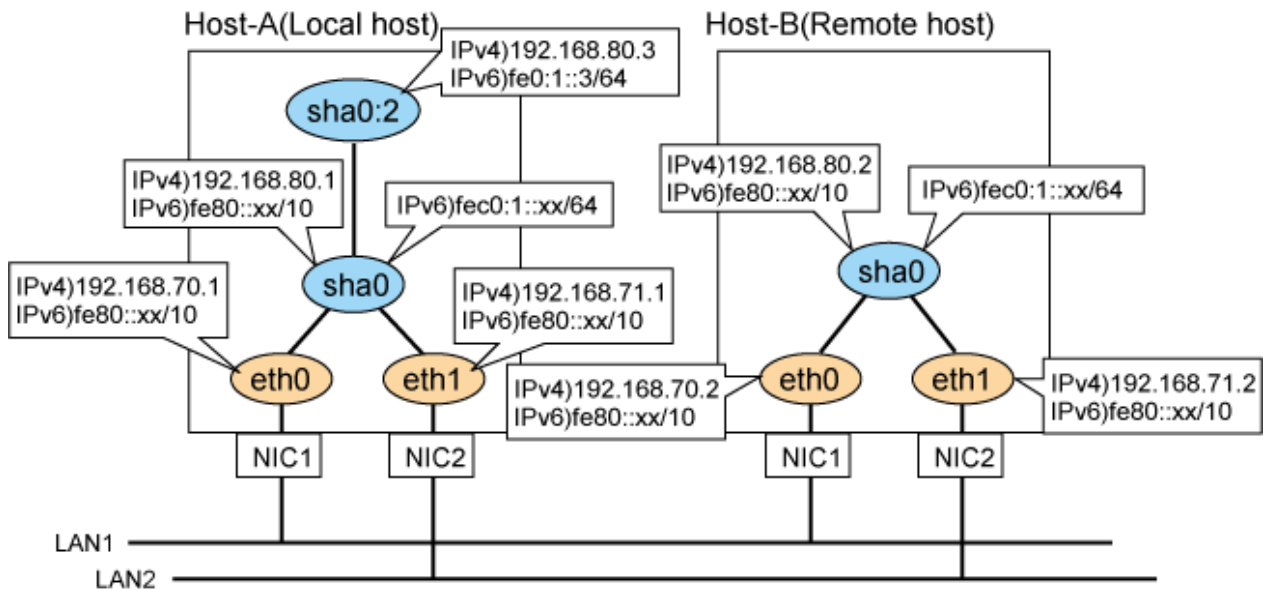 Host-A(Local host)
IPv4)192.168.80.3
IPv6)fe0:1::3/64
sha0:2
IPv4)192.168.80.1
IPv6)fe80::xx/10
IPv6)fec0:1::xx/64
sha0
IPv4)192.168.70.1
IPv6)fe80::xx/10
IPv4)192.168.71.1
IPv6)fe80::xx/10
eth0
eth1
NIC1
NIC2
Host-B(Remote host)
IPv4)192.168.80.2
IPv6)fe80::xx/10
IPv6)fec0:1::xx/64
sha0
IPv4)192.168.70.2
IPv6)fe80::xx/10
eth0
eth1
IPv4)192.168.71.2
IPv6)fe80::xx/10
NIC1
NIC2
LAN1
LAN2